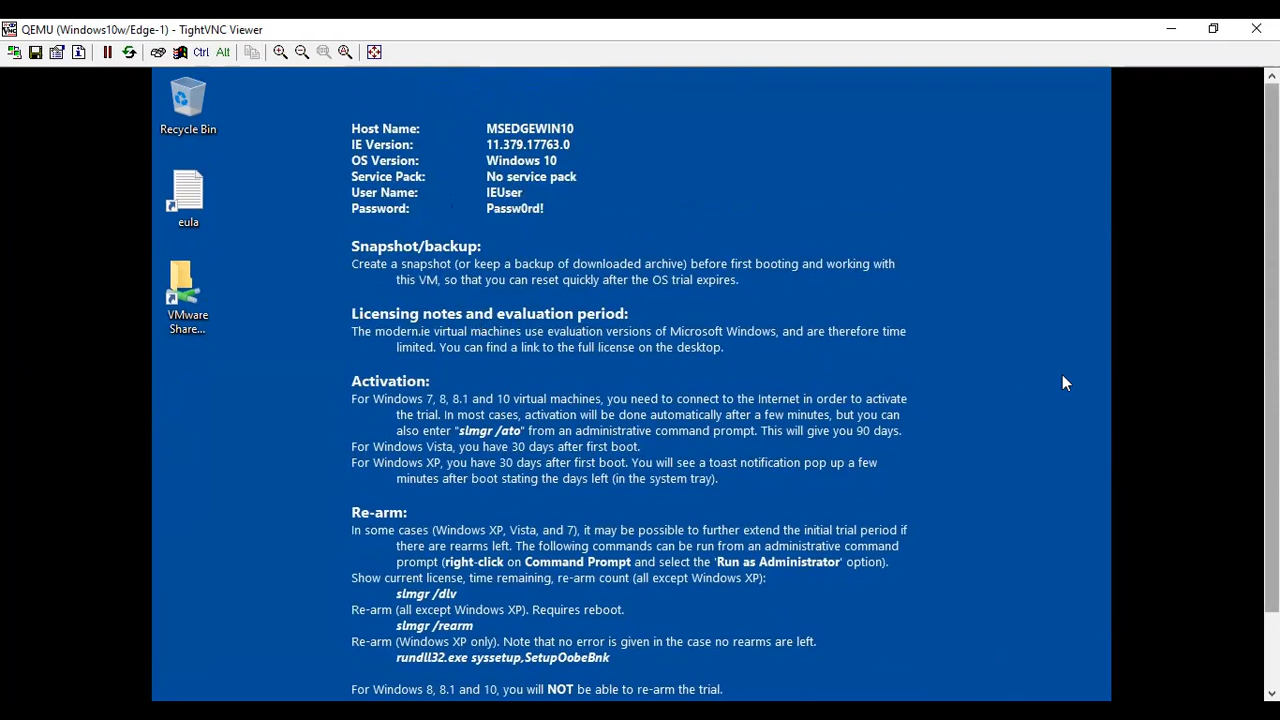 QEMU (Windows10w/Edge-1) - TightVNC Viewer
Ctrl Alt
Recycle Bin
eula
VMware
Share...
Host Name: MSEDGEWIN10
IE Version: 11.379.17763.0
OS Version: Windows 10
Service Pack: No service pack
User Name: IEUser
Password: Passw0rd!
Snapshot/backup:
Create a snapshot (or keep a backup of downloaded archive) before first booting and working with
this VM, so that you can reset quickly after the OS trial expires.
Licensing notes and evaluation period:
The modern.ie virtual machines use evaluation versions of Microsoft Windows, and are therefore time
limited. You can find a link to the full license on the desktop.
Activation:
For Windows 7, 8, 8.1 and 10 virtual machines, you need to connect to the Internet in order to activate
the trial. In most cases, activation will be done automatically after a few minutes, but you can
also enter "slmgr /ato" from an administrative command prompt. This will give you 90 days.
For Windows Vista, you have 30 days after first boot.
For Windows XP, you have 30 days after first boot. You will see a toast notification pop up a few
minutes after boot stating the days left (in the system tray).
Re-arm:
In some cases (Windows XP, Vista, and 7), it may be possible to further extend the initial trial period if
there are rearms left. The following commands can be run from an administrative command
prompt (right-click on Command Prompt and select the 'Run as Administrator' option).
Show current license, time remaining, re-arm count (all except Windows XP):
slmgr /dlv
Re-arm (all except Windows XP). Requires reboot.
slmgr /rearm
Re-arm (Windows XP only). Note that no error is given in the case no rearms are left.
rundll32.exe syssetup,SetupOobeBnk
For Windows 8, 8.1 and 10, you will NOT be able to re-arm the trial.